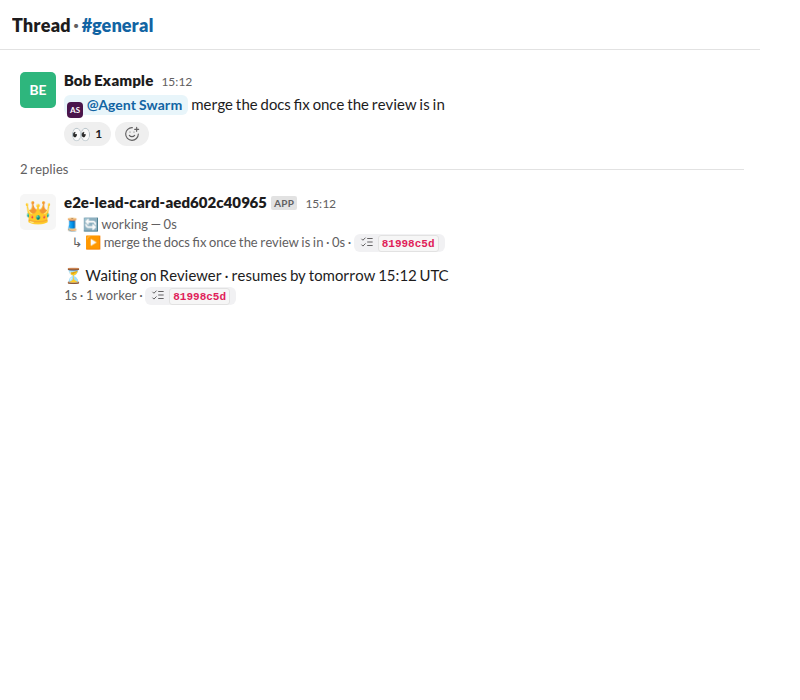 Thread · #general
BE
Bob Example 15:12
AS @Agent Swarm merge the docs fix once the review is in
👀 1
2 replies
e2e-lead-card-aed602c40965 APP 15:12
🧵 🔄 working — 0s
↳ ▶️ merge the docs fix once the review is in · 0s · 81998c5d
⏳ Waiting on Reviewer · resumes by tomorrow 15:12 UTC
1s · 1 worker · 81998c5d